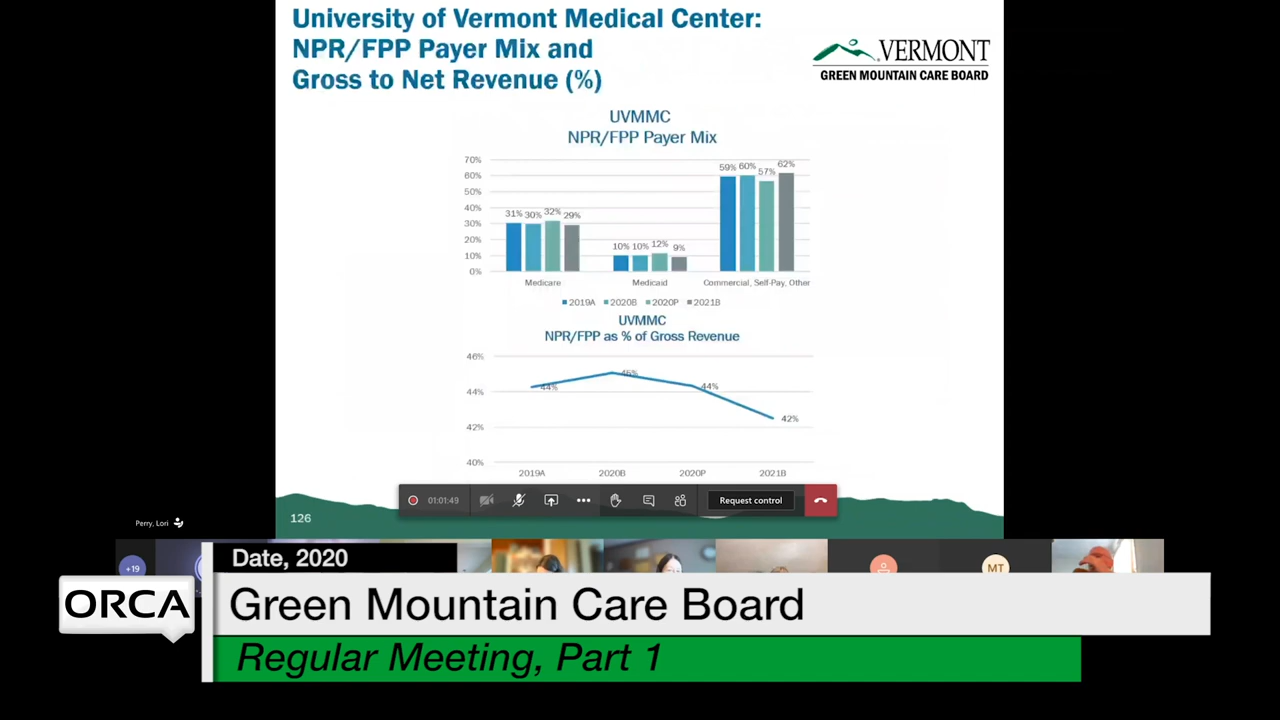 University of Vermont Medical Center:
NPR/FPP Payer Mix and
Gross to Net Revenue (%)
VERMONT
GREEN MOUNTAIN CARE BOARD
UVMMC
NPR/FPP Payer Mix
70%
60%
50%
40%
30%
20%
10%
0%
31% 30% 32% 29%
10% 10% 12% 9%
59% 60% 57% 62%
Medicare Medicaid Commercial, Self-Pay, Other
2019A 2020B 2020P 2021B
UVMMC
NPR/FPP as % of Gross Revenue
46%
44%
42%
40%
44% 45% 44% 42%
2019A 2020B 2020P 2021B
01:01:49 Request control
126
Perry, Lori
+19
MT
Date, 2020
ORCA
Green Mountain Care Board
Regular Meeting, Part 1